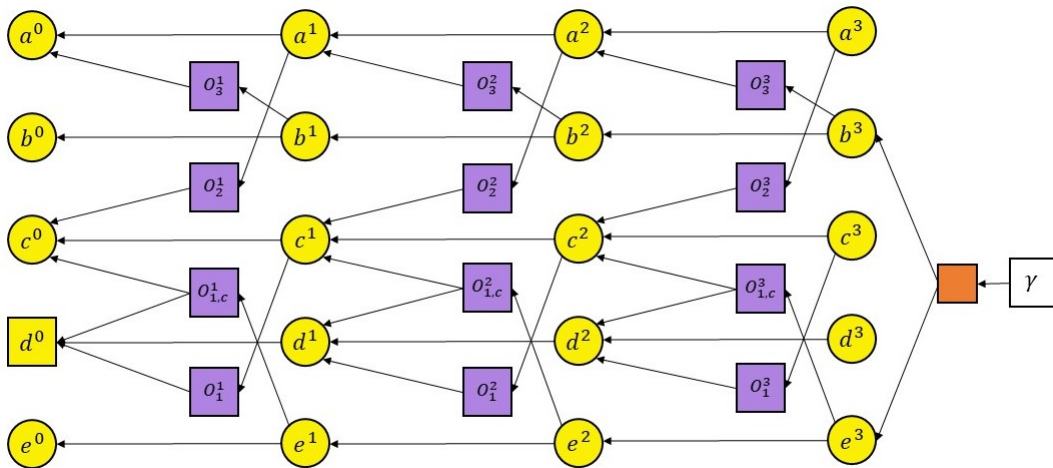 a⁰ a¹ a² a³
O₃¹ O₃² O₃³
b⁰ b¹ b² b³
O₂¹ O₂² O₂³
c⁰ c¹ c² c³
O₁,c¹ O₁,c² O₁,c³ γ
d⁰ d¹ d² d³
O₁¹ O₁² O₁³
e⁰ e¹ e² e³